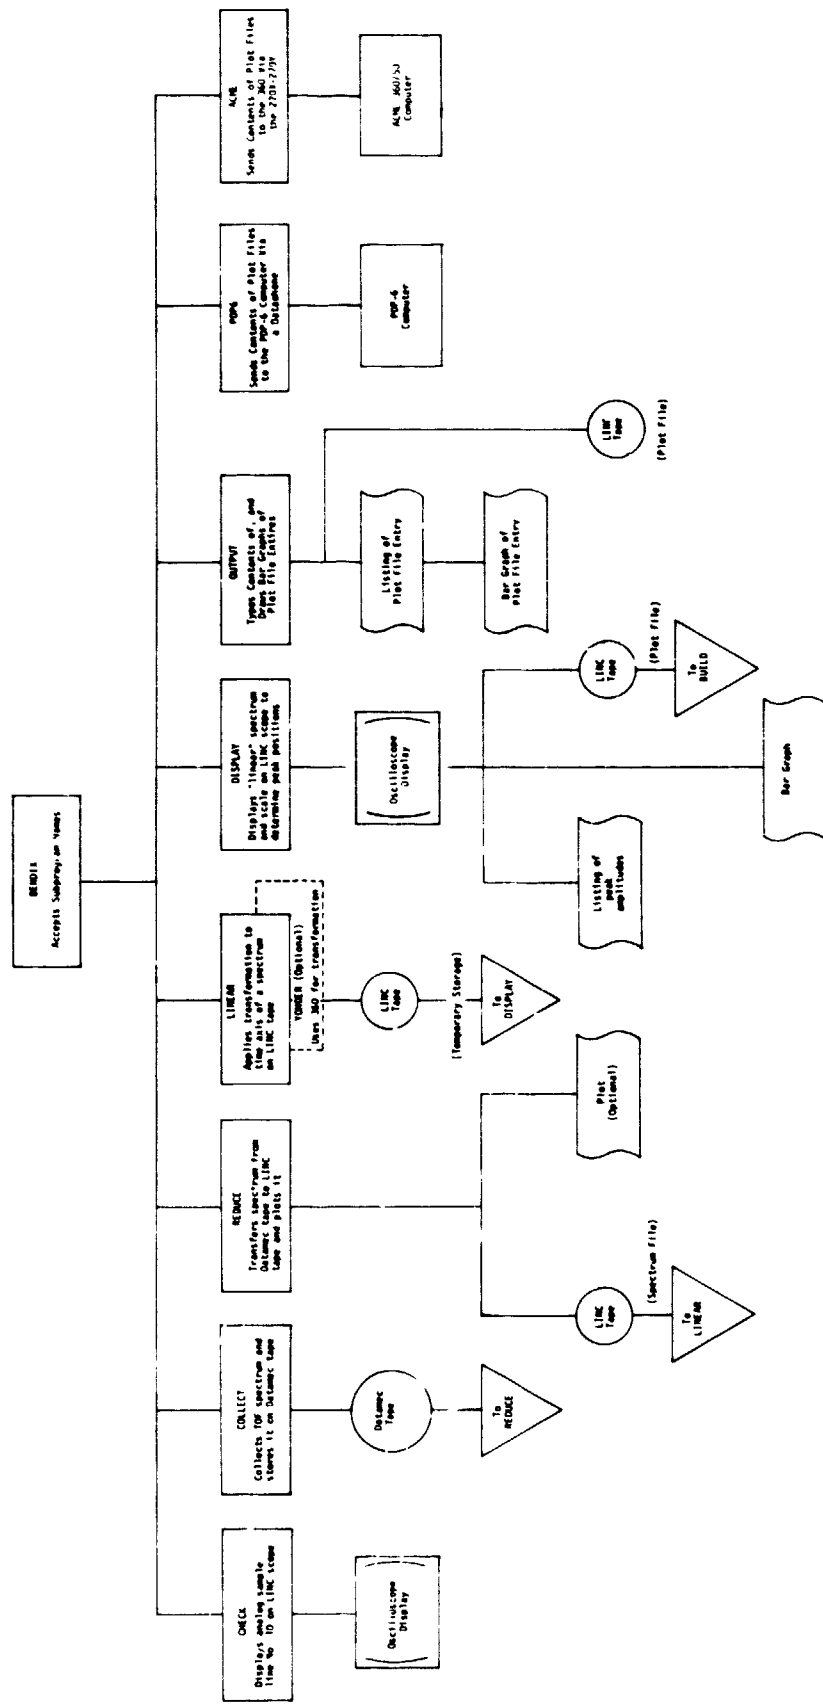 BENDIX
Accepts Subprogram Names
CHECK
Displays analog sample
line No 10 on LINC scope
Oscilloscope
Display
COLLECT
Collects TOF spectrum and
stores it on Datamec tape
Datamec
Tape
To
REDUCE
REDUCE
Transfers spectrum from
Datamec tape to LINC
tape and plots it
LINC
Tape
(Spectrum File)
To
LINEAR
Plot
(Optional)
LINEAR
Applies transformation to
time axis of a spectrum
on LINC tape
YONDER (Optional)
Uses 360 for transformation
LINC
Tape
(Temporary Storage)
To
DISPLAY
DISPLAY
Displays "linear" spectrum
and scale on LINC scope to
determine peak positions
Oscilloscope
Display
Listing of
peak
amplitudes
Bar Graph
LINC
Tape
(Plot File)
To
BUILD
OUTPUT
Types Contents of, and
Draws Bar Graphs of
Plot File Entires
Listing of
Plot File Entry
Bar Graph of
Plot File Entry
LINC
Tape
(Plot File)
PDP6
Sends Contents of Plot Files
to the PDP-6 Computer Via
a Dataphone
PDP-6
Computer
ACME
Sends Contents of Plot Files
to the 360 Via
the
ACME 360/50
Computer